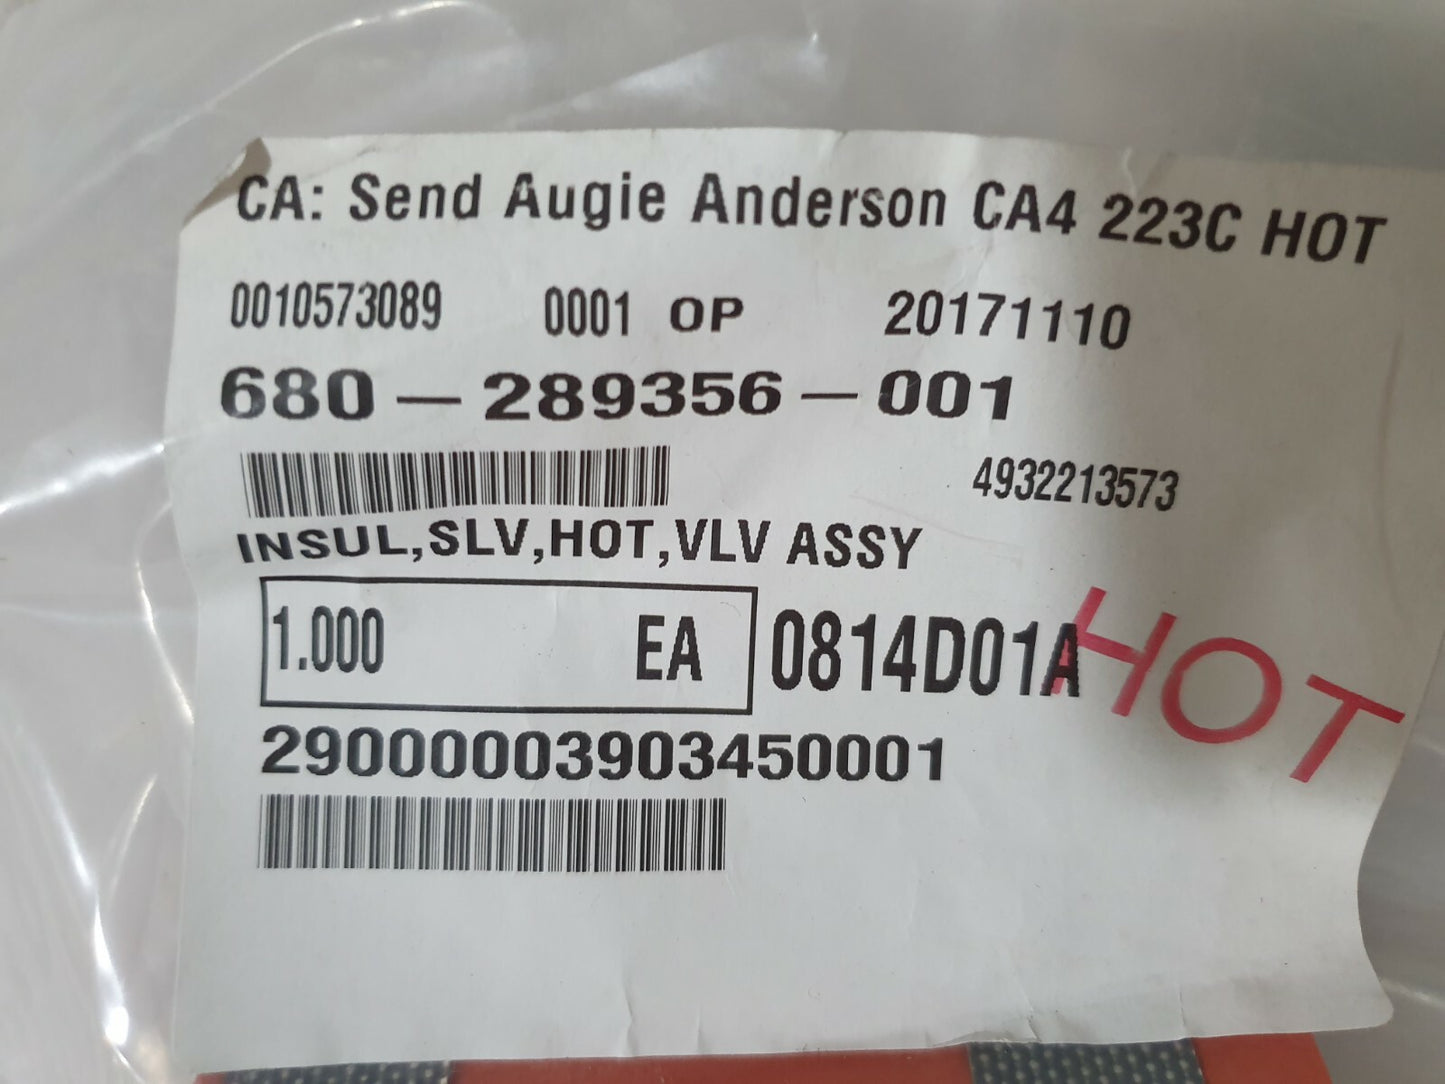 CA: Send Augie Anderson CA4 223C HOT
0010573089 0001 OP 20171110
680-289356-001
4932213573
INSUL,SLV,HOT,VLV ASSY
1.000 EA 0814D01A
HOT
29000003903450001